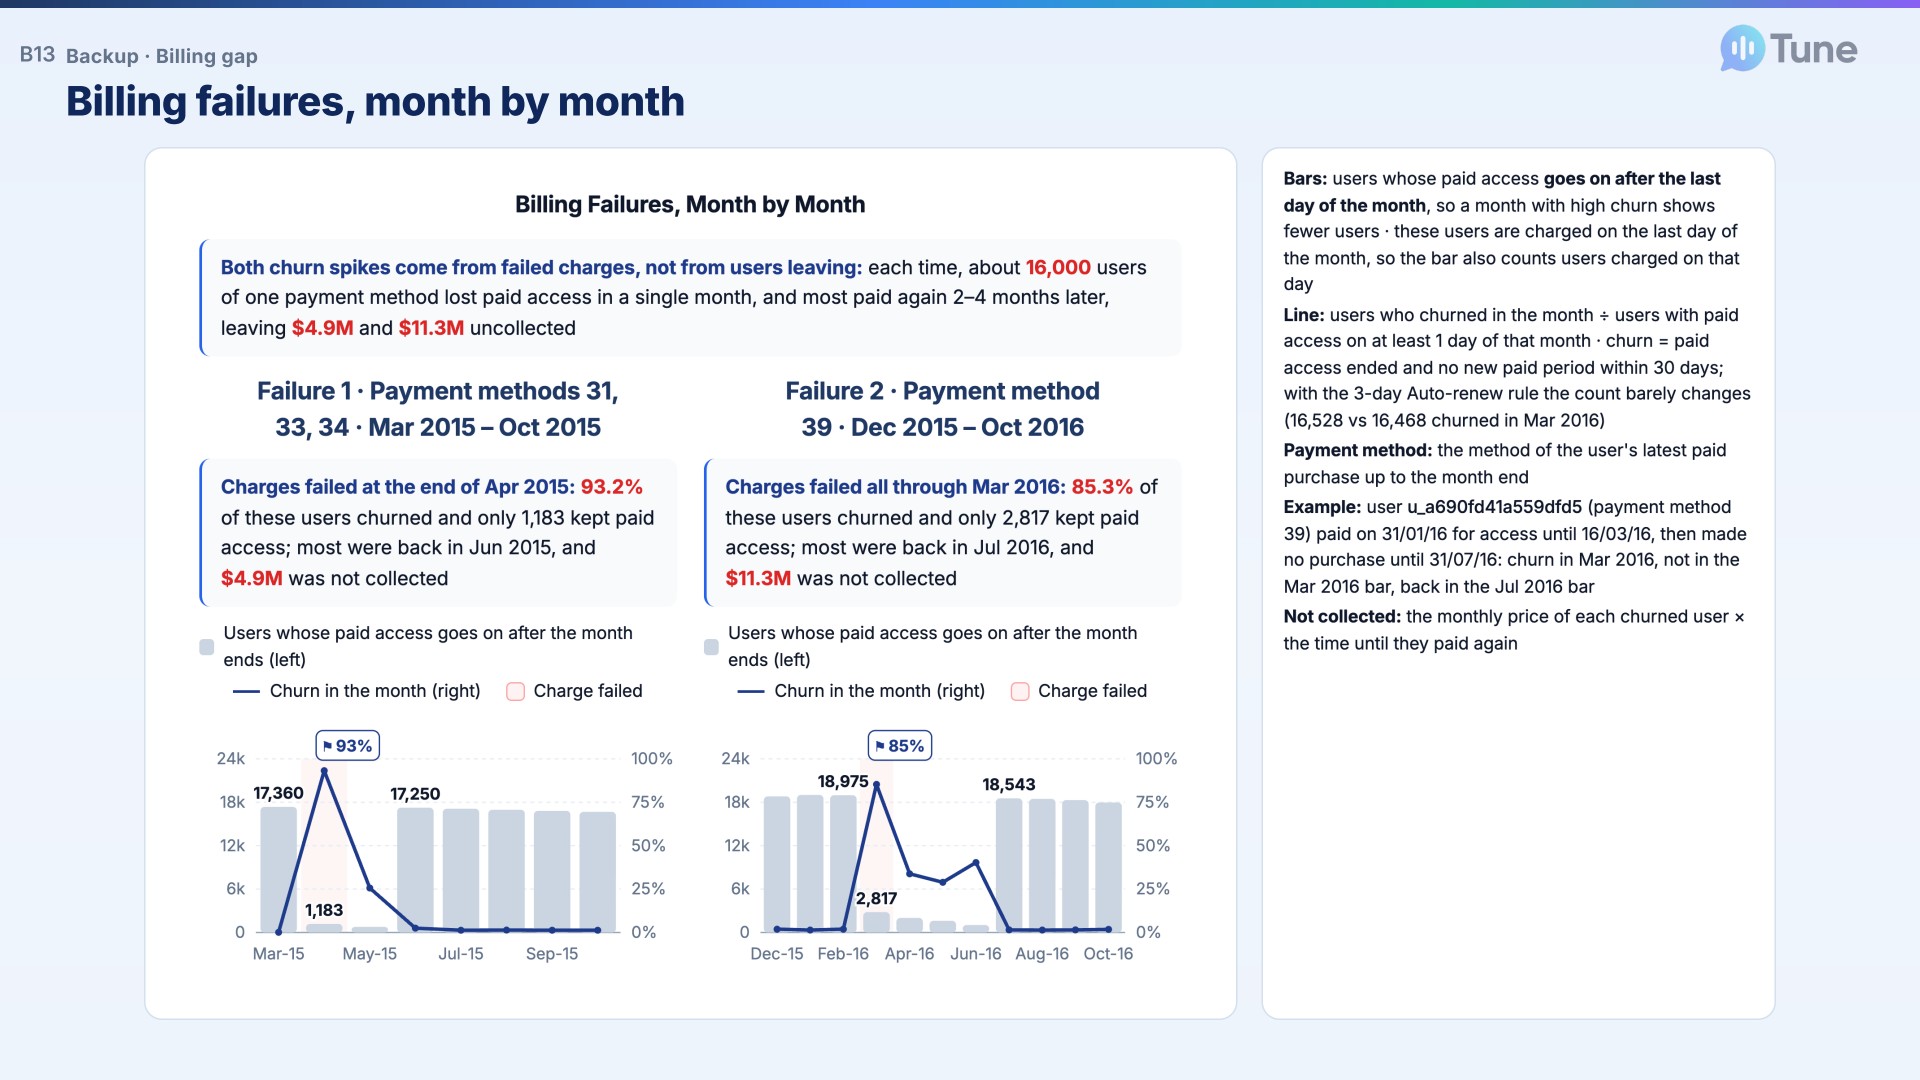 B13 Backup · Billing gap
Tune
Billing failures, month by month
Billing Failures, Month by Month
Both churn spikes come from failed charges, not from users leaving: each time, about 16,000 users
of one payment method lost paid access in a single month, and most paid again 2–4 months later,
leaving $4.9M and $11.3M uncollected
Failure 1 · Payment methods 31,
33, 34 · Mar 2015 – Oct 2015
Charges failed at the end of Apr 2015: 93.2%
of these users churned and only 1,183 kept paid
access; most were back in Jun 2015, and
$4.9M was not collected
Users whose paid access goes on after the month
ends (left)
Churn in the month (right) Charge failed
93%
24k 100%
17,360 17,250
18k 75%
12k 50%
6k 25%
1,183
0 0%
Mar-15 May-15 Jul-15 Sep-15
Failure 2 · Payment method
39 · Dec 2015 – Oct 2016
Charges failed all through Mar 2016: 85.3% of
these users churned and only 2,817 kept paid
access; most were back in Jul 2016, and
$11.3M was not collected
Users whose paid access goes on after the month
ends (left)
Churn in the month (right) Charge failed
85%
24k 100%
18,975 18,543
18k 75%
12k 50%
6k 25%
2,817
0 0%
Dec-15 Feb-16 Apr-16 Jun-16 Aug-16 Oct-16
Bars: users whose paid access goes on after the last
day of the month, so a month with high churn shows
fewer users · these users are charged on the last day of
the month, so the bar also counts users charged on that
day
Line: users who churned in the month ÷ users with paid
access on at least 1 day of that month · churn = paid
access ended and no new paid period within 30 days;
with the 3-day Auto-renew rule the count barely changes
(16,528 vs 16,468 churned in Mar 2016)
Payment method: the method of the user's latest paid
purchase up to the month end
Example: user u_a690fd41a559dfd5 (payment method
39) paid on 31/01/16 for access until 16/03/16, then made
no purchase until 31/07/16: churn in Mar 2016, not in the
Mar 2016 bar, back in the Jul 2016 bar
Not collected: the monthly price of each churned user ×
the time until they paid again